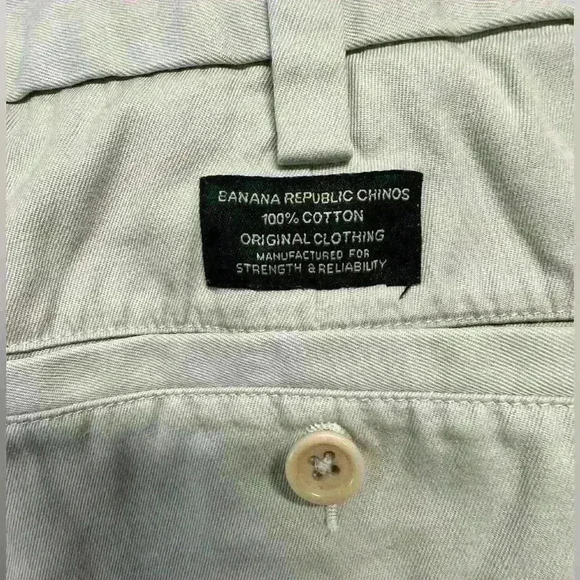 BANANA REPUBLIC CHINOS
100% COTTON
ORIGINAL CLOTHING
MANUFACTURED FOR
STRENGTH & RELIABILITY